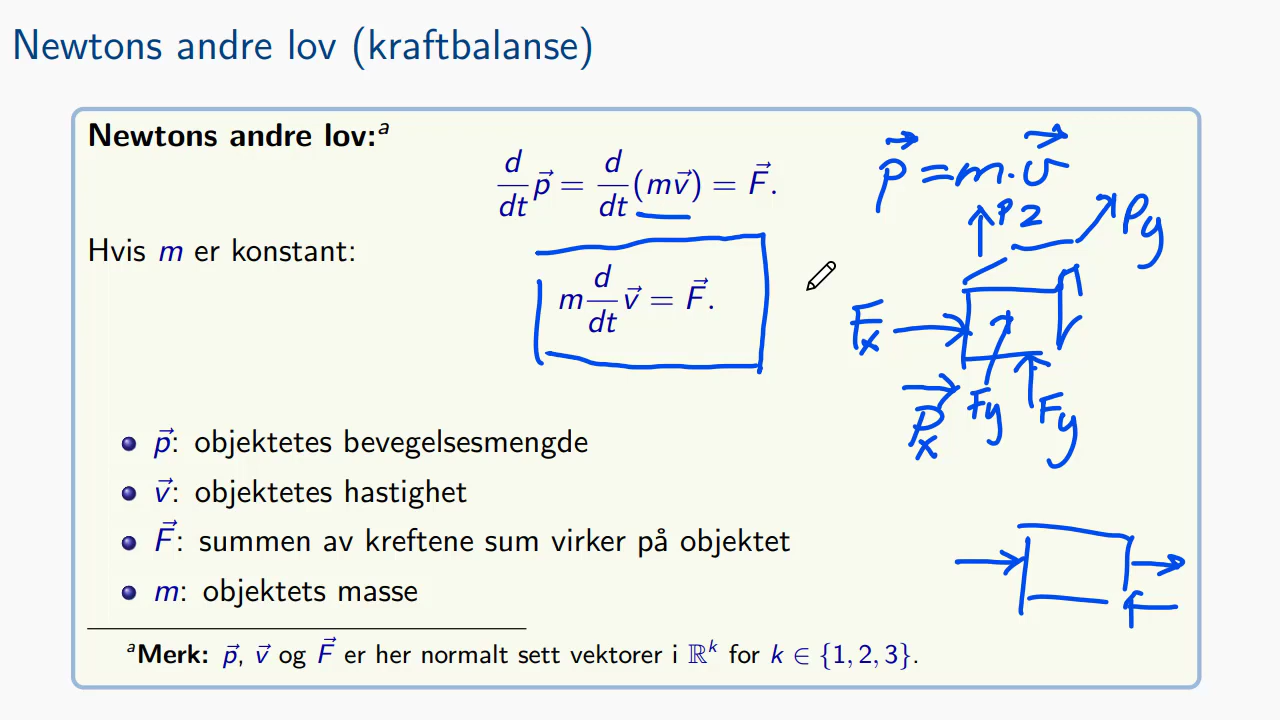 Newtons andre lov (kraftbalanse)
Newtons andre lov:ᵃ
d/dt p⃗ = d/dt (mv⃗) = F⃗.
Hvis m er konstant:
m d/dt v⃗ = F⃗.
p⃗: objektetes bevegelsesmengde
v⃗: objektetes hastighet
F⃗: summen av kreftene sum virker på objektet
m: objektets masse
ᵃMerk: p⃗, v⃗ og F⃗ er her normalt sett vektorer i ℝᵏ for k ∈ {1, 2, 3}.
p⃗ = m · v⃗
Pz
Py
Fx
Px
Fy
Fy